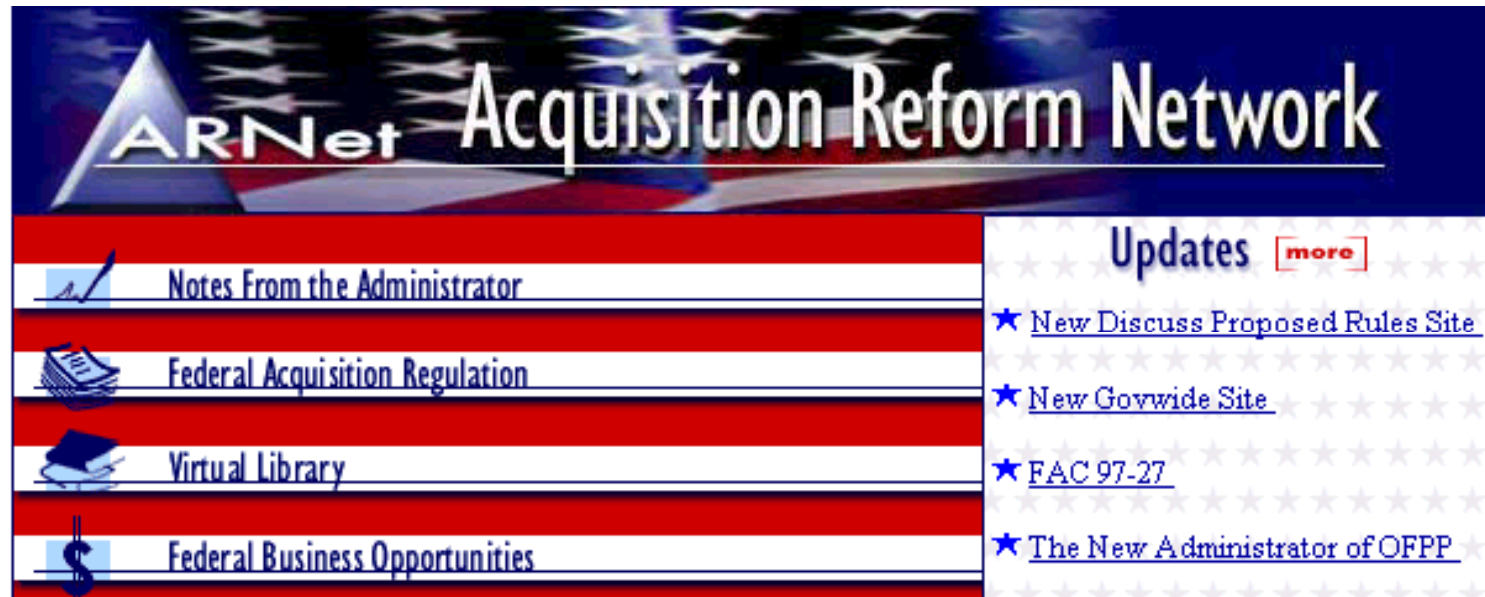 ARNet Acquisition Reform Network
Notes From the Administrator
Federal Acquisition Regulation
Virtual Library
Federal Business Opportunities
Updates [more]
New Discuss Proposed Rules Site
New Govwide Site
FAC 97-27
The New Administrator of OFPP